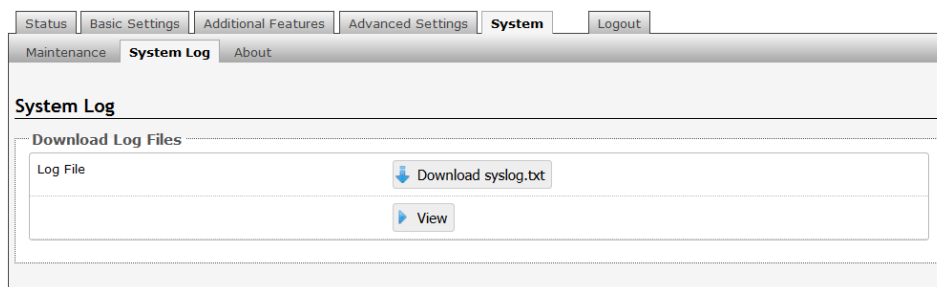 Status Basic Settings Additional Features Advanced Settings System Logout
Maintenance System Log About
System Log
Download Log Files
Log File Download syslog.txt
View